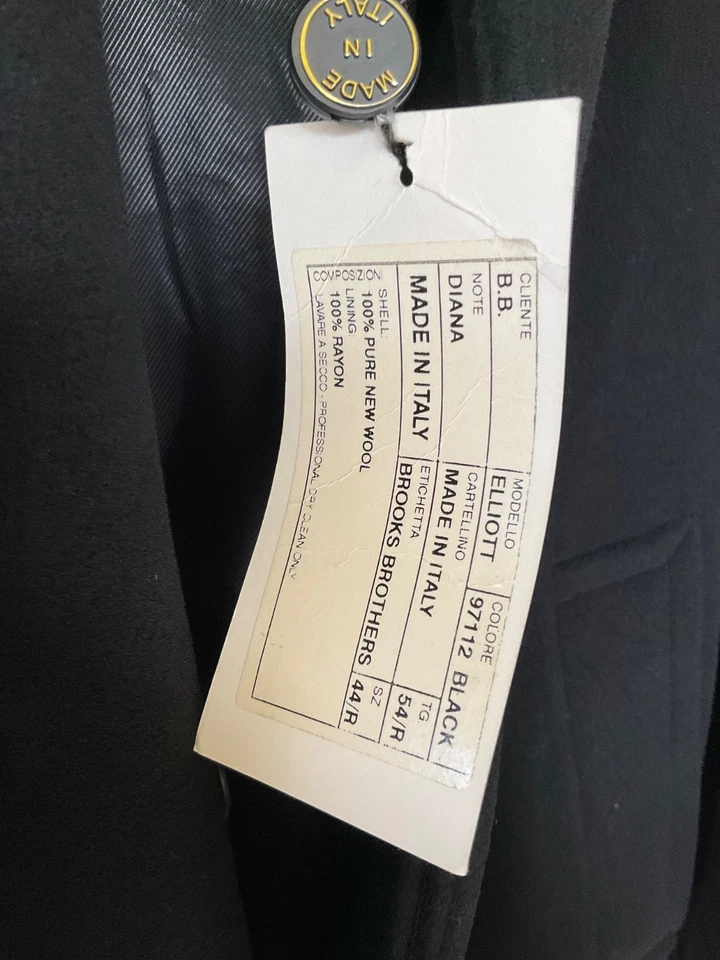 MADE
IN
ITALY
CLIENTE
B.B.
MODELLO
ELLIOTT
COLORE
97112 BLACK
NOTE
DIANA
CARTELLINO
MADE IN ITALY
TG
54/R
MADE IN ITALY
ETICHETTA
BROOKS BROTHERS
SZ
44/R
COMPOSIZIONI
SHELL:
100% PURE NEW WOOL
LINING:
100% RAYON
LAVARE A SECCO - PROFESSIONAL DRY CLEAN ONLY